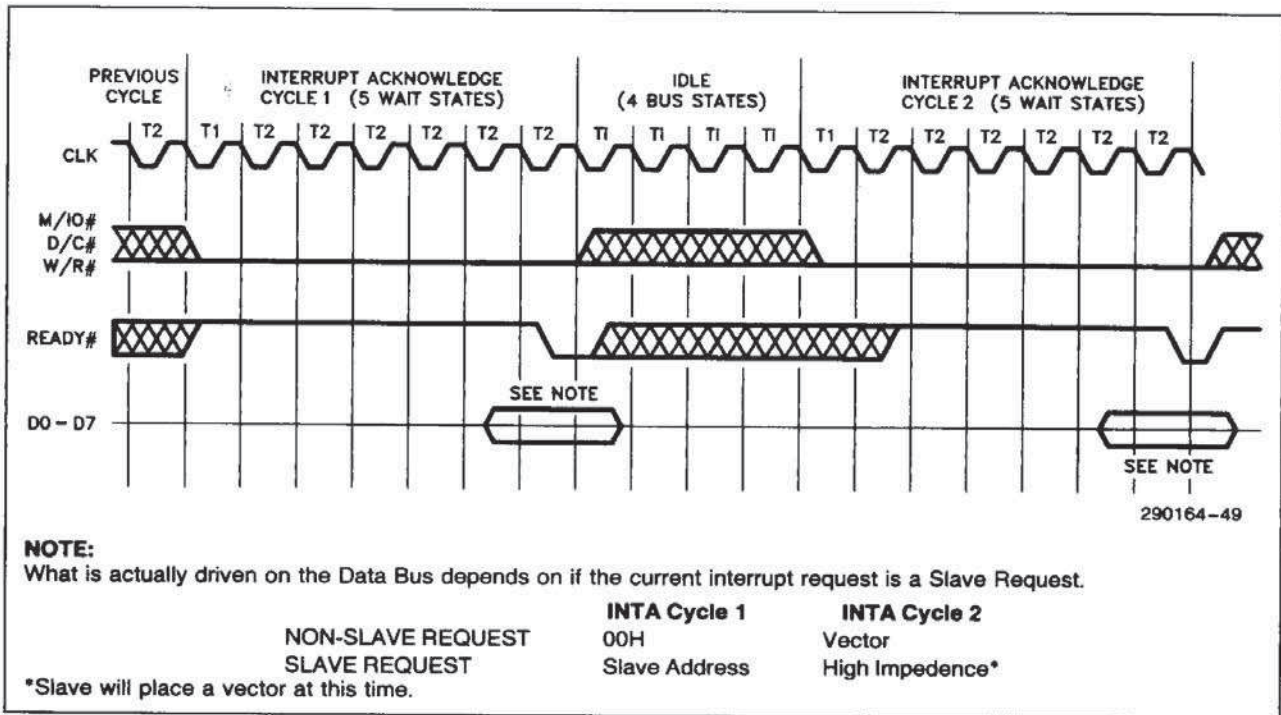 PREVIOUS
CYCLE
INTERRUPT ACKNOWLEDGE
CYCLE 1 (5 WAIT STATES)
IDLE
(4 BUS STATES)
INTERRUPT ACKNOWLEDGE
CYCLE 2 (5 WAIT STATES)
T2 T1 T2 T2 T2 T2 T2 T2 TI TI TI TI T1 T2 T2 T2 T2 T2 T2
CLK
M/IO#
D/C#
W/R#
READY#
SEE NOTE
D0 – D7
SEE NOTE
290164–49
NOTE:
What is actually driven on the Data Bus depends on if the current interrupt request is a Slave Request.
INTA Cycle 1 INTA Cycle 2
NON-SLAVE REQUEST 00H Vector
SLAVE REQUEST Slave Address High Impedence*
*Slave will place a vector at this time.